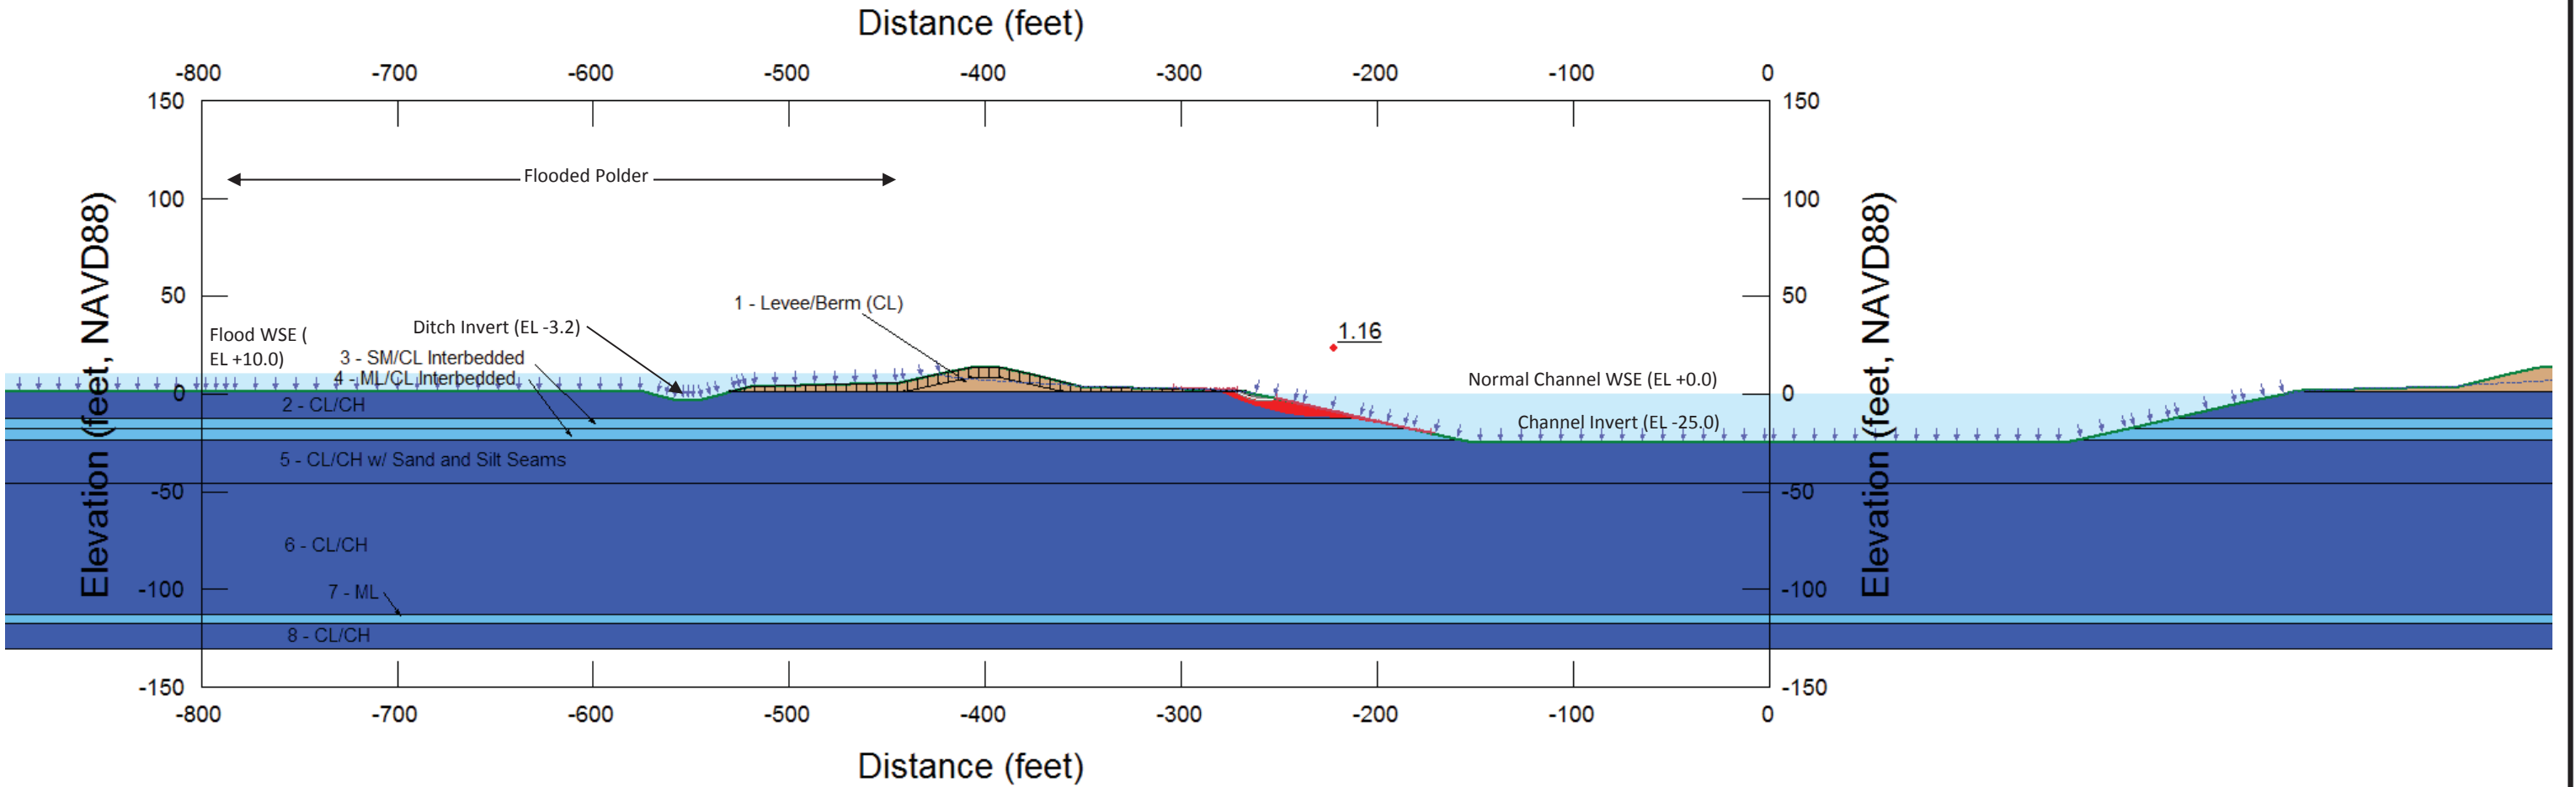 Distance (feet)
-800 -700 -600 -500 -400 -300 -200 -100 0
150 150
Flooded Polder
100 100
Elevation (feet, NAVD88)
Elevation (feet, NAVD88)
50 50
1 - Levee/Berm (CL)
Ditch Invert (EL -3.2)
1.16
Flood WSE (
EL +10.0)
3 - SM/CL Interbedded
4 - ML/CL Interbedded
Normal Channel WSE (EL +0.0)
0 0
2 - CL/CH
Channel Invert (EL -25.0)
5 - CL/CH w/ Sand and Silt Seams
-50 -50
6 - CL/CH
-100 -100
7 - ML
8 - CL/CH
-150 -150
-800 -700 -600 -500 -400 -300 -200 -100 0
Distance (feet)